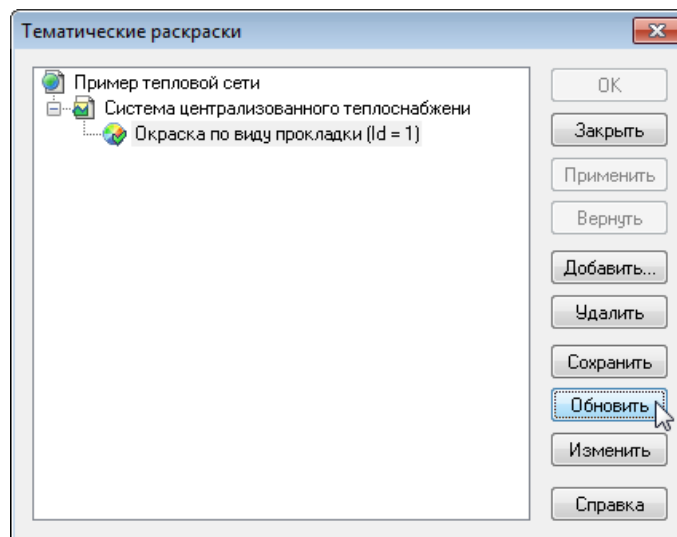 Тематические раскраски
Пример тепловой сети
Система централизованного теплоснабжени
Окраска по виду прокладки (Id = 1)
OK
Закрыть
Применить
Вернуть
Добавить...
Удалить
Сохранить
Обновить
Изменить
Справка